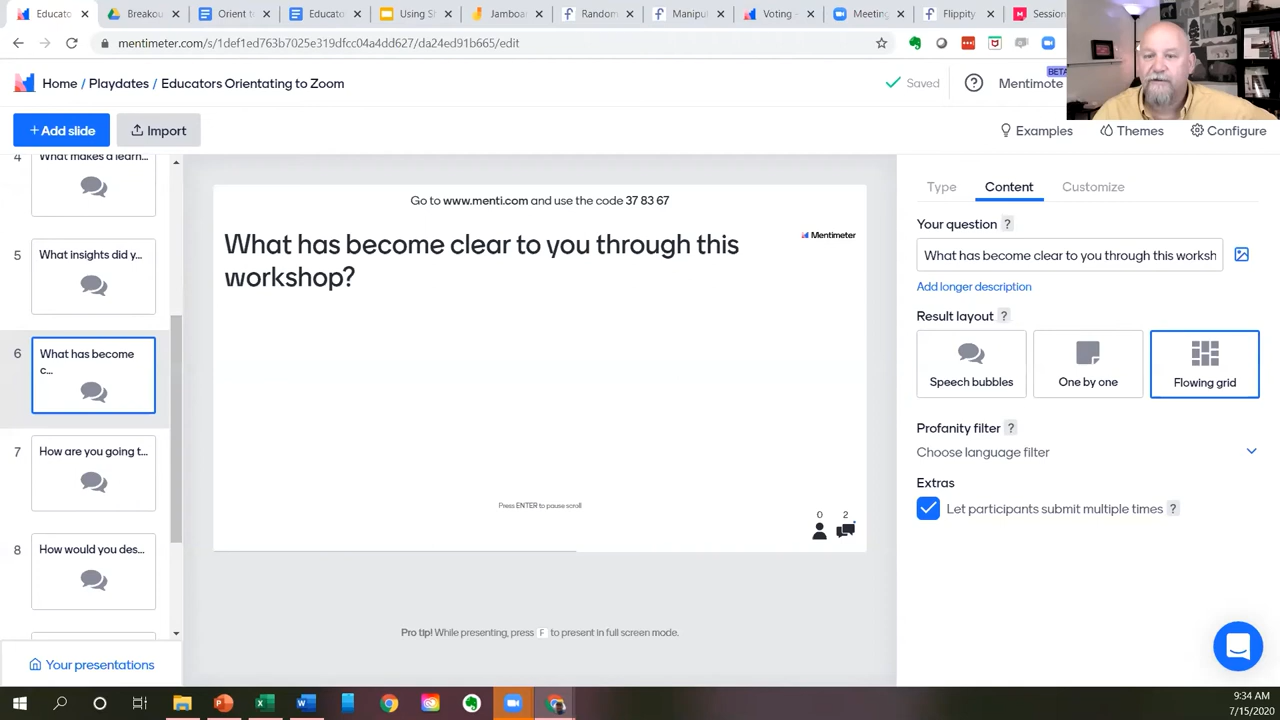 Educato
Breakou
Orient to
Educator
Using Sl
Jamboa
Random
Manipul
Voting
Meeting
Flippity
Session
mentimeter.com/s/1def1ed763b7025e319dfcc04a4dd627/da24ed91b665/edit
Home / Playdates / Educators Orientating to Zoom
Saved
?
Mentimote
BETA
+ Add slide
Import
Examples
Themes
Configure
4
What makes a learn...
5
What insights did y...
6
What has become
c...
7
How are you going t...
8
How would you des...
Your presentations
Go to www.menti.com and use the code 37 83 67
What has become clear to you through this
workshop?
Mentimeter
Press ENTER to pause scroll
0 2
Pro tip! While presenting, press F to present in full screen mode.
Type Content Customize
Your question ?
What has become clear to you through this worksh
Add longer description
Result layout ?
Speech bubbles
One by one
Flowing grid
Profanity filter ?
Choose language filter
Extras
Let participants submit multiple times ?
9:34 AM
7/15/2020